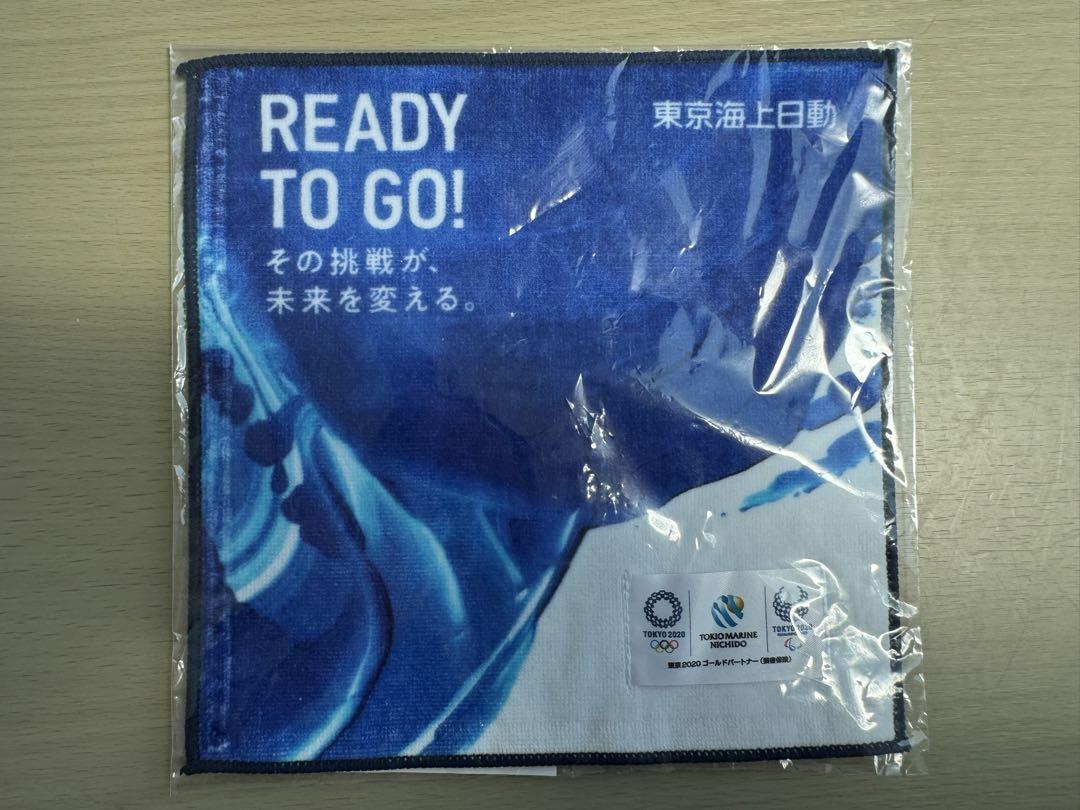 READY
TO GO!
その挑戦が、
未来を変える。
東京海上日動
TOKYO 2020
TOKIO MARINE
NICHIDO
TOKYO 2020
東京2020 ゴールドパートナー(損害保険)